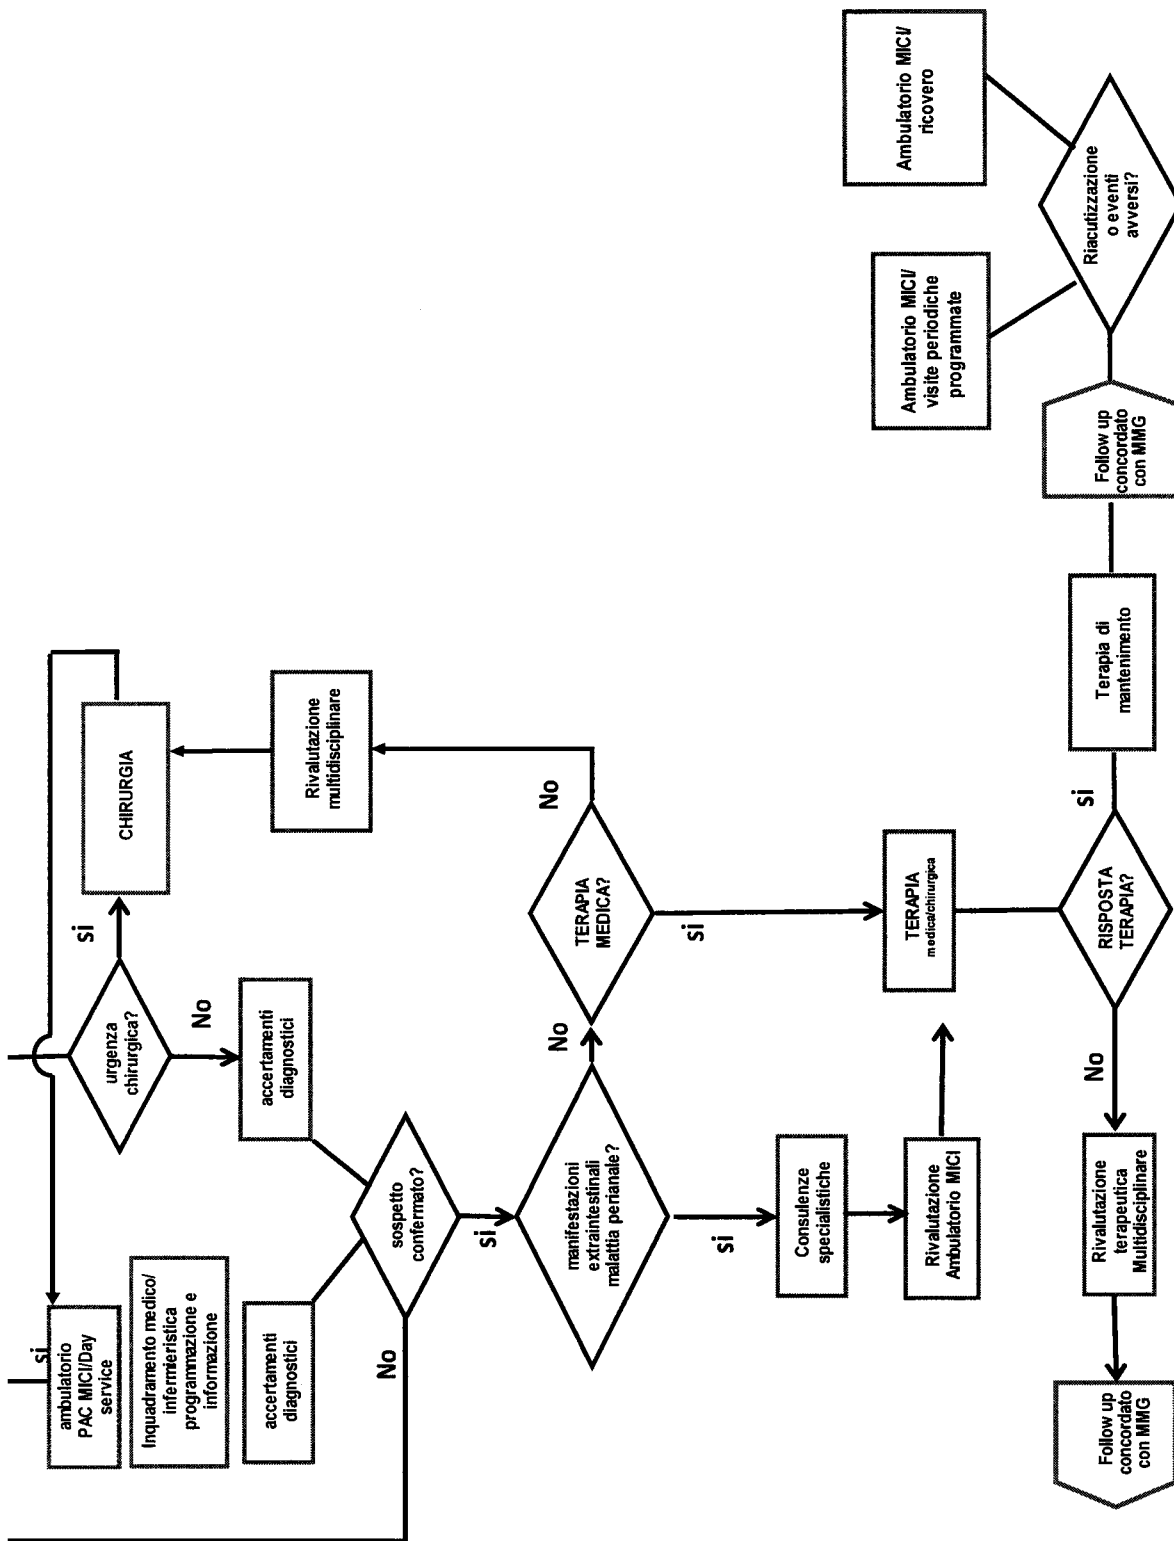 si
ambulatorio
PAC MICI/Day
service
Inquadramento medico/
infermieristica
programmazione e
informazione
urgenza
chirurgica?
si
CHIRURGIA
No
accertamenti
diagnostici
accertamenti
diagnostici
Rivalutazione
multidisciplinare
sospetto
confermato?
No
si
manifestazioni
extraintestinali
malattia perianale?
No
TERAPIA
MEDICA?
No
si
si
Consulenze
specialistiche
Rivalutazione
Ambulatorio MICI
TERAPIA
medica/chirurgica
RISPOSTA
TERAPIA?
No
si
Rivalutazione
terapeutica
Multidisciplinare
Follow up
concordato
con MMG
Terapia di
mantenimento
Follow up
concordato
con MMG
Riacutizzazione
o eventi
avversi?
Ambulatorio MICI/
visite periodiche
programmate
Ambulatorio MICI/
ricovero